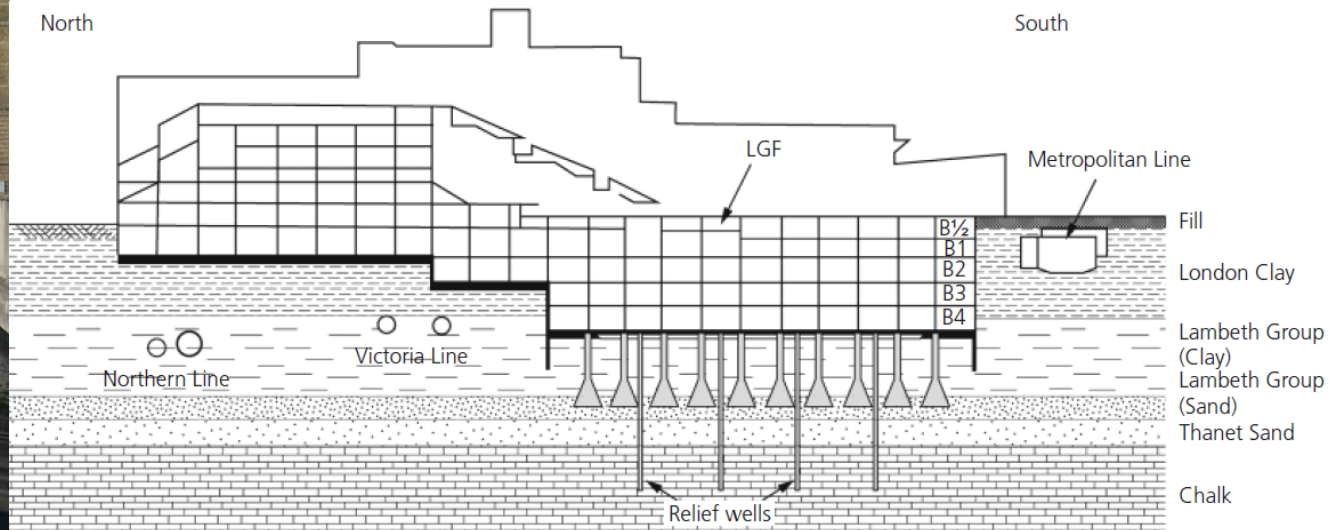 North
South
LGF
Metropolitan Line
Fill
B½
B1
London Clay
B2
B3
B4
Lambeth Group
(Clay)
Victoria Line
Northern Line
Lambeth Group
(Sand)
Thanet Sand
Chalk
Relief wells